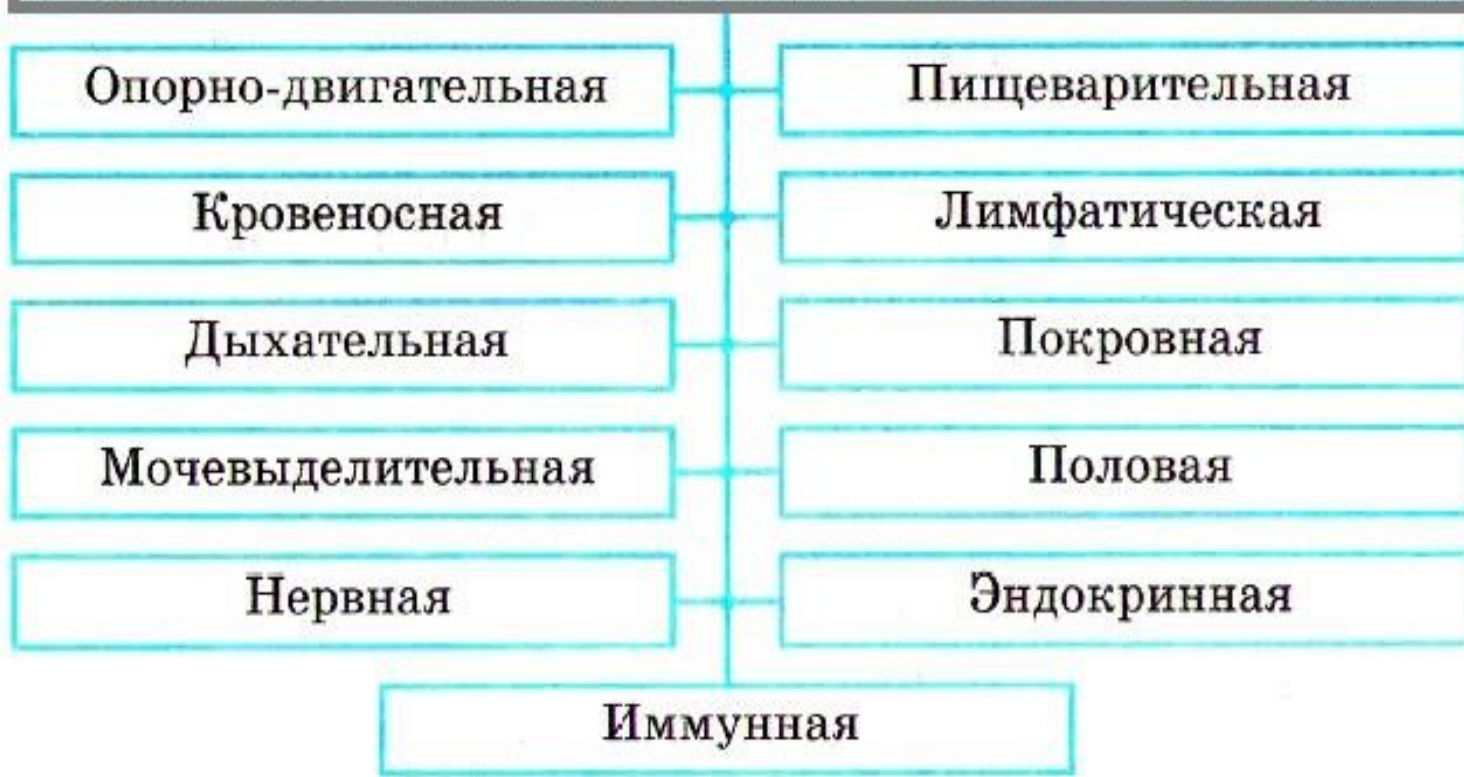 Опорно-двигательная
Пищеварительная
Кровеносная
Лимфатическая
Дыхательная
Покровная
Мочевыделительная
Половая
Нервная
Эндокринная
Иммунная